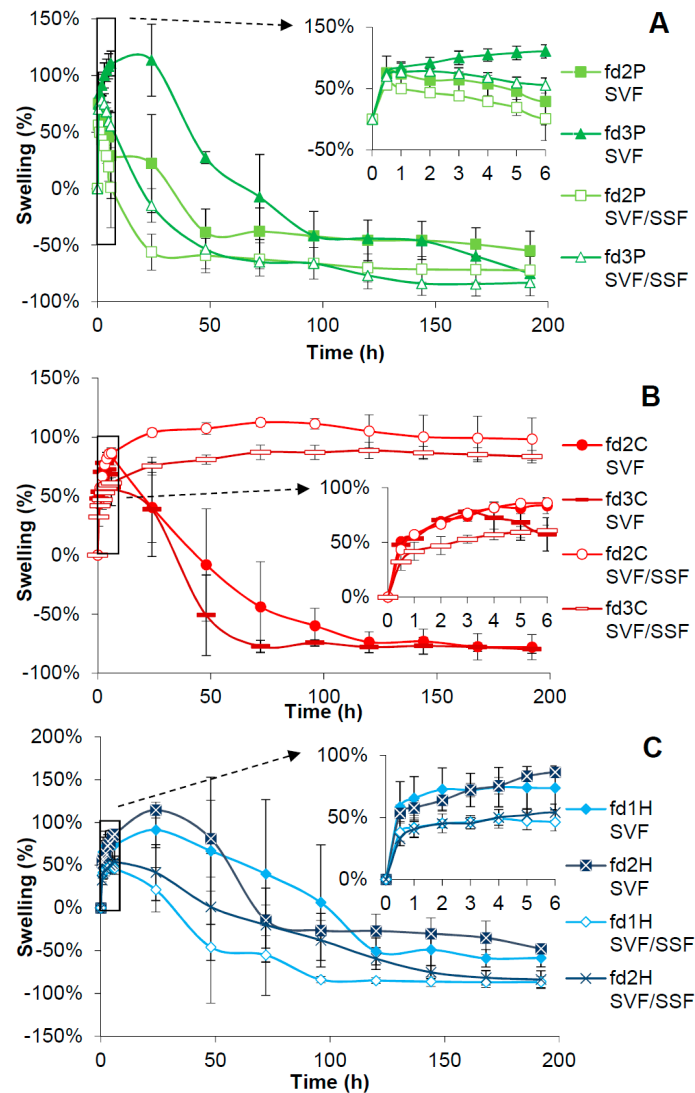 A
150%
100%
50%
0%
-50%
-100%
Swelling (%)
0 50 100 150 200
Time (h)
150%
100%
50%
0%
-50%
0 1 2 3 4 5 6
fd2P
SVF
fd3P
SVF
fd2P
SVF/SSF
fd3P
SVF/SSF
B
150%
100%
50%
0%
-50%
-100%
Swelling (%)
0 50 100 150 200
Time (h)
100%
50%
0%
0 1 2 3 4 5 6
fd2C
SVF
fd3C
SVF
fd2C
SVF/SSF
fd3C
SVF/SSF
C
200%
150%
100%
50%
0%
-50%
-100%
-150%
Swelling (%)
0 50 100 150 200
Time (h)
100%
50%
0%
0 1 2 3 4 5 6
fd1H
SVF
fd2H
SVF
fd1H
SVF/SSF
fd2H
SVF/SSF